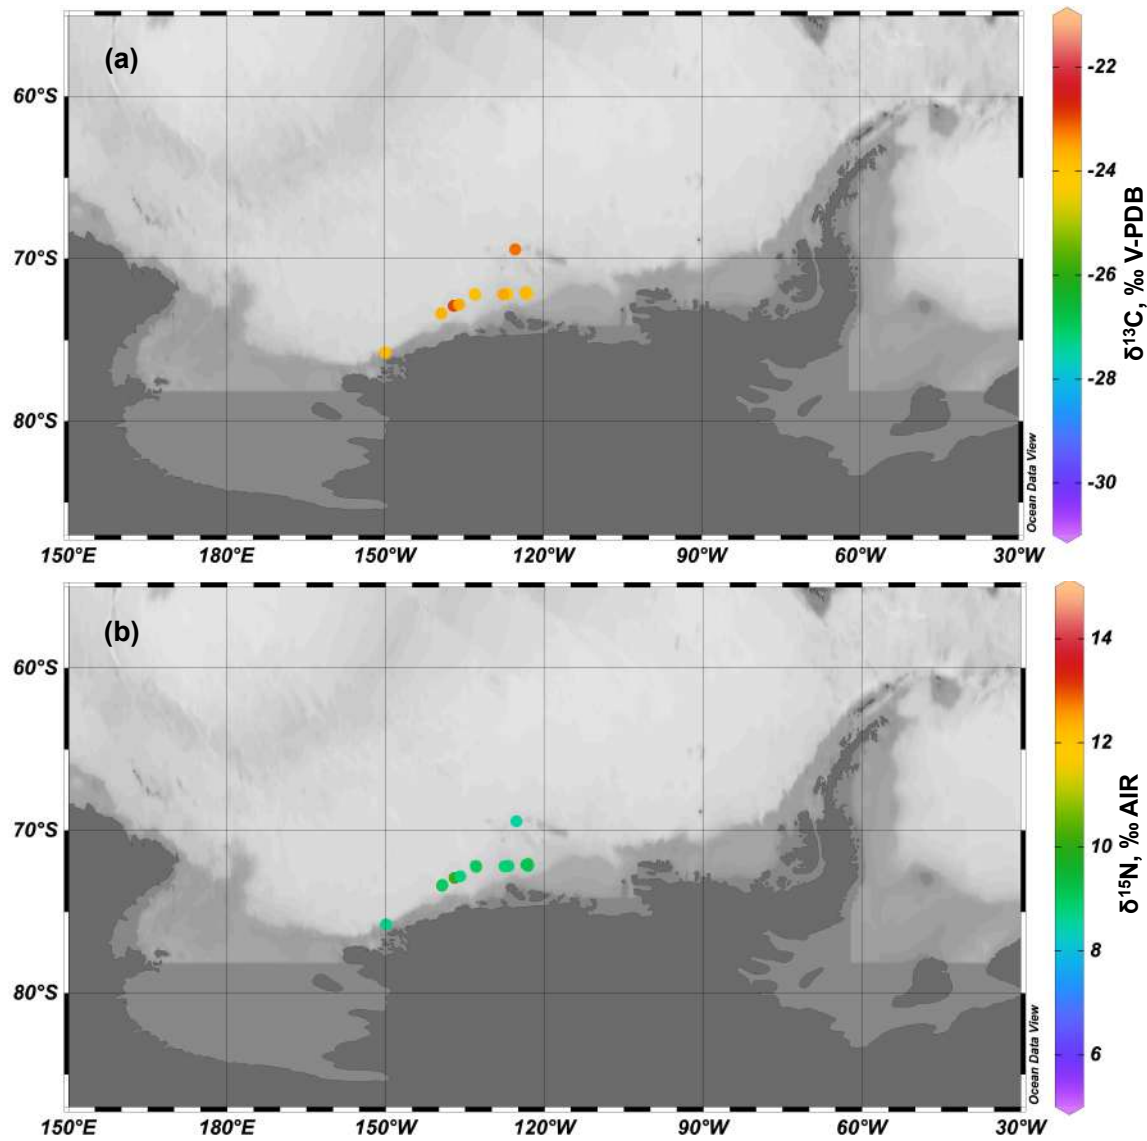 (a)
60°S
70°S
80°S
150°E 180°E 150°W 120°W 90°W 60°W 30°W
Ocean Data View
-22
-24
-26
-28
-30
δ13C, ‰ V-PDB
(b)
60°S
70°S
80°S
150°E 180°E 150°W 120°W 90°W 60°W 30°W
Ocean Data View
14
12
10
8
6
δ15N, ‰ AIR